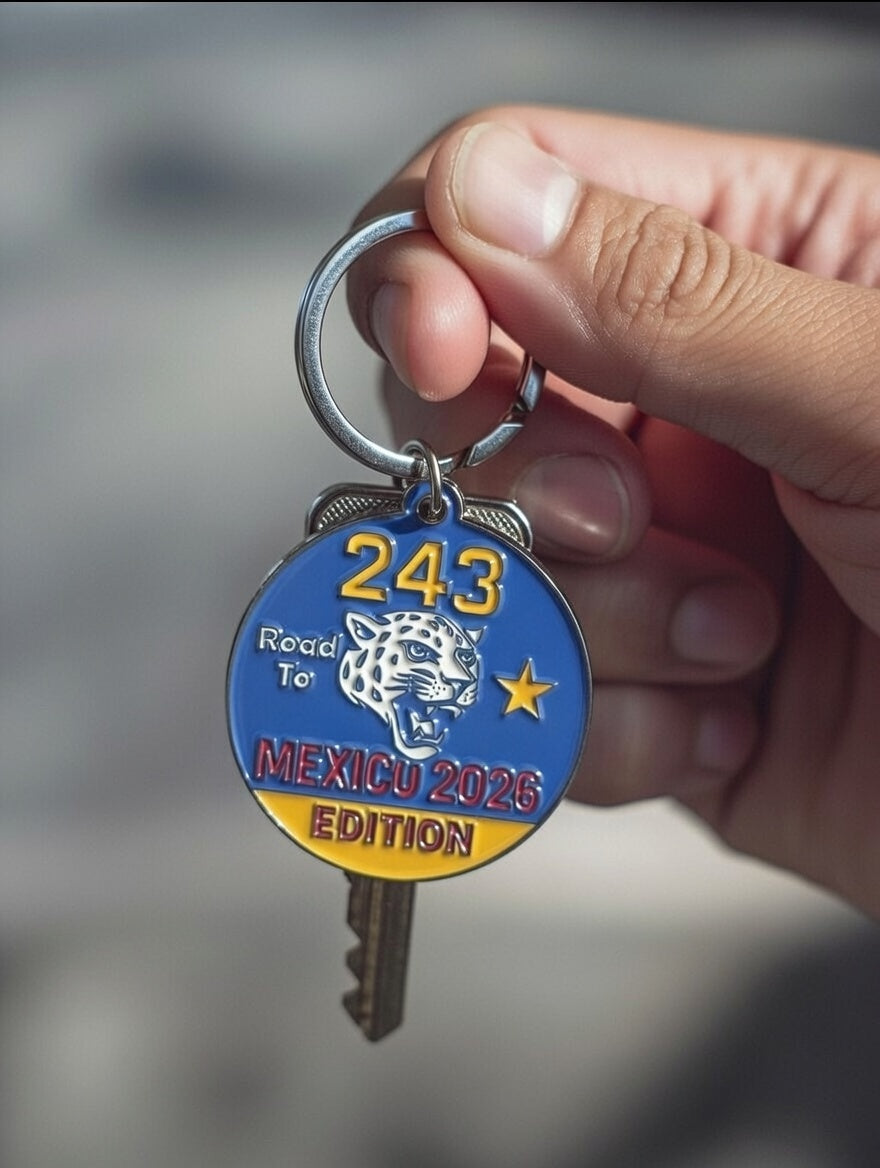 243
Road
To
MEXICU 2026
EDITION